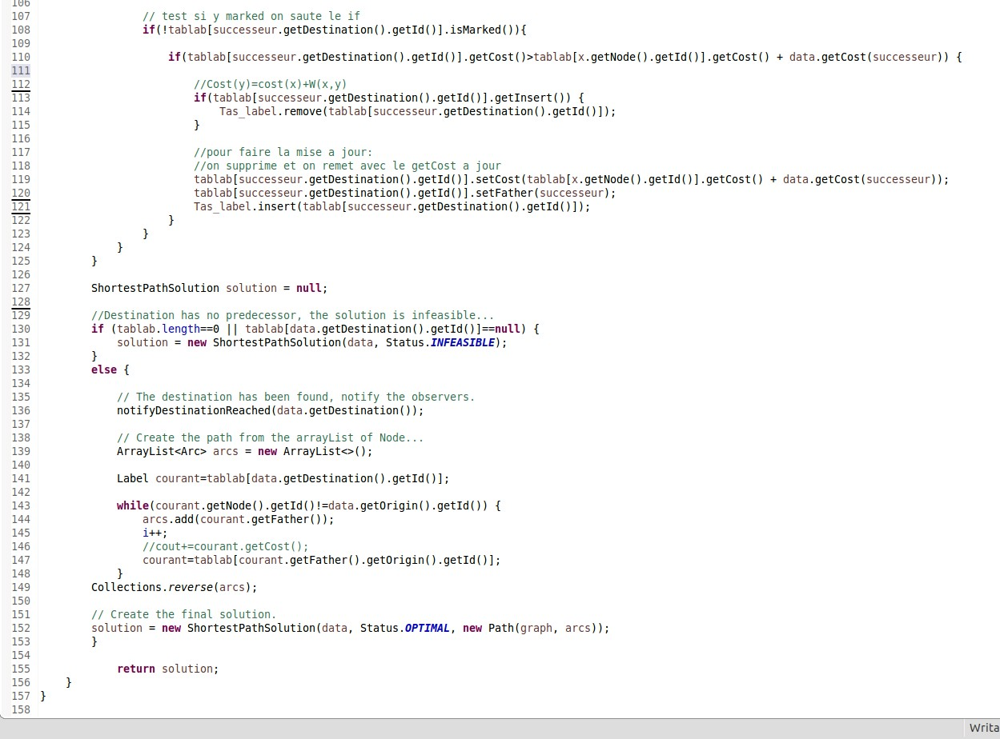 106
107 // test si y marked on saute le if
108 if(!tablab[successeur.getDestination().getId()].isMarked()){
109
110 if(tablab[successeur.getDestination().getId()].getCost()>tablab[x.getNode().getId()].getCost() + data.getCost(successeur)) {
111
112 //Cost(y)=cost(x)+W(x,y)
113 if(tablab[successeur.getDestination().getId()].getInsert()) {
114 Tas_label.remove(tablab[successeur.getDestination().getId()]);
115 }
116
117 //pour faire la mise a jour:
118 //on supprime et on remet avec le getCost a jour
119 tablab[successeur.getDestination().getId()].setCost(tablab[x.getNode().getId()].getCost() + data.getCost(successeur));
120 tablab[successeur.getDestination().getId()].setFather(successeur);
121 Tas_label.insert(tablab[successeur.getDestination().getId()]);
122 }
123 }
124 }
125 }
126
127 ShortestPathSolution solution = null;
128
129 //Destination has no predecessor, the solution is infeasible...
130 if (tablab.length==0 || tablab[data.getDestination().getId()]==null) {
131 solution = new ShortestPathSolution(data, Status.INFEASIBLE);
132 }
133 else {
134
135 // The destination has been found, notify the observers.
136 notifyDestinationReached(data.getDestination());
137
138 // Create the path from the arrayList of Node...
139 ArrayList<Arc> arcs = new ArrayList<>();
140
141 Label courant=tablab[data.getDestination().getId()];
142
143 while(courant.getNode().getId()!=data.getOrigin().getId()) {
144 arcs.add(courant.getFather());
145 i++;
146 //cout+=courant.getCost();
147 courant=tablab[courant.getFather().getOrigin().getId()];
148 }
149 Collections.reverse(arcs);
150
151 // Create the final solution.
152 solution = new ShortestPathSolution(data, Status.OPTIMAL, new Path(graph, arcs));
153 }
154
155 return solution;
156 }
157 }
158
Writa